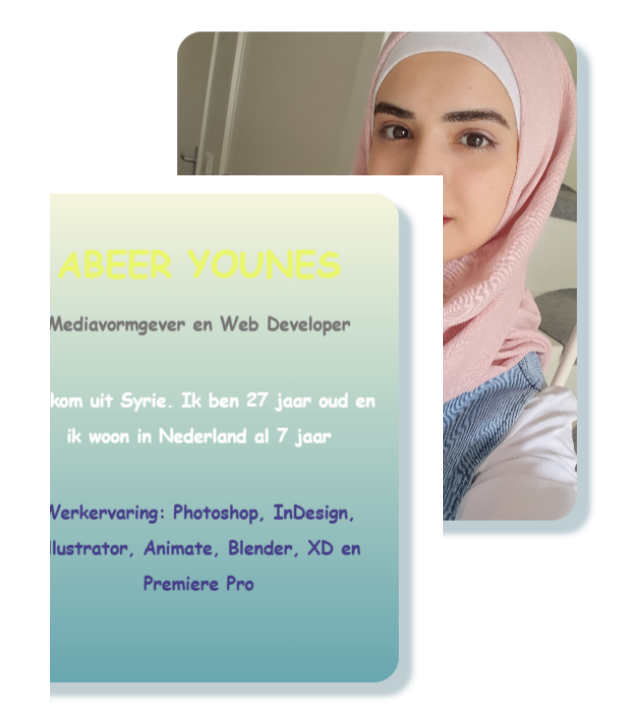 ABEER YOUNES
Mediavormgever en Web Developer
kom uit Syrie. Ik ben 27 jaar oud en
ik woon in Nederland al 7 jaar
Werkervaring: Photoshop, InDesign,
llustrator, Animate, Blender, XD en
Premiere Pro